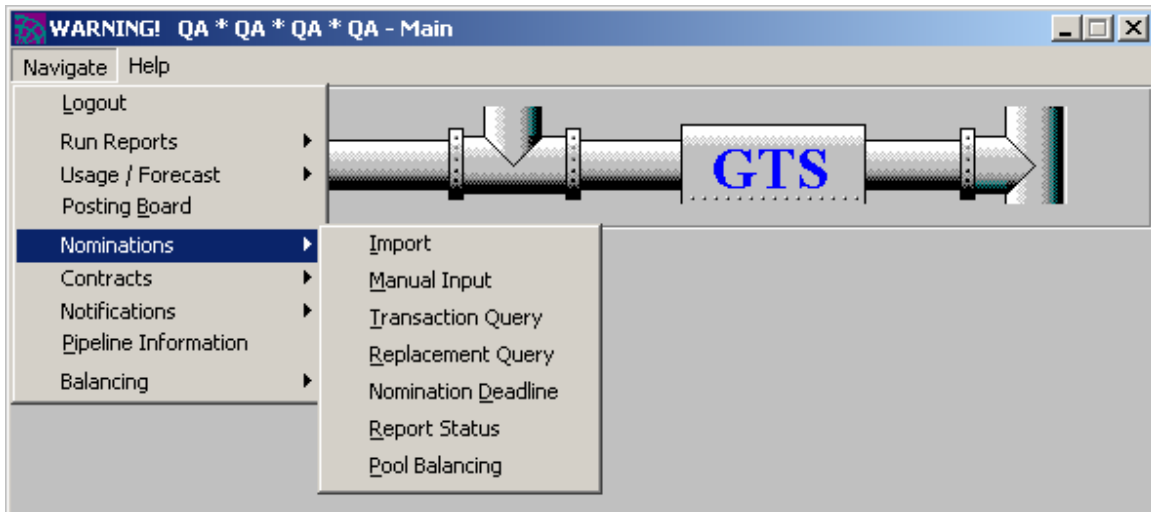 WARNING! QA * QA * QA * QA - Main
Navigate Help
Logout
Run Reports
Usage / Forecast
Posting Board
Nominations
Contracts
Notifications
Pipeline Information
Balancing
GTS
Import
Manual Input
Transaction Query
Replacement Query
Nomination Deadline
Report Status
Pool Balancing